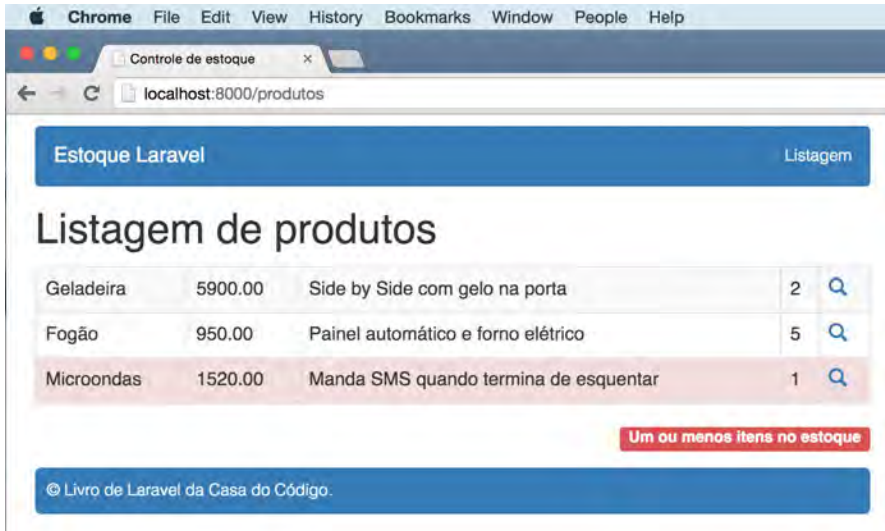 Chrome File Edit View History Bookmarks Window People Help
Controle de estoque ×
localhost:8000/produtos
Estoque Laravel Listagem
Listagem de produtos
Geladeira 5900.00 Side by Side com gelo na porta 2
Fogão 950.00 Painel automático e forno elétrico 5
Microondas 1520.00 Manda SMS quando termina de esquentar 1
Um ou menos itens no estoque
© Livro de Laravel da Casa do Código.